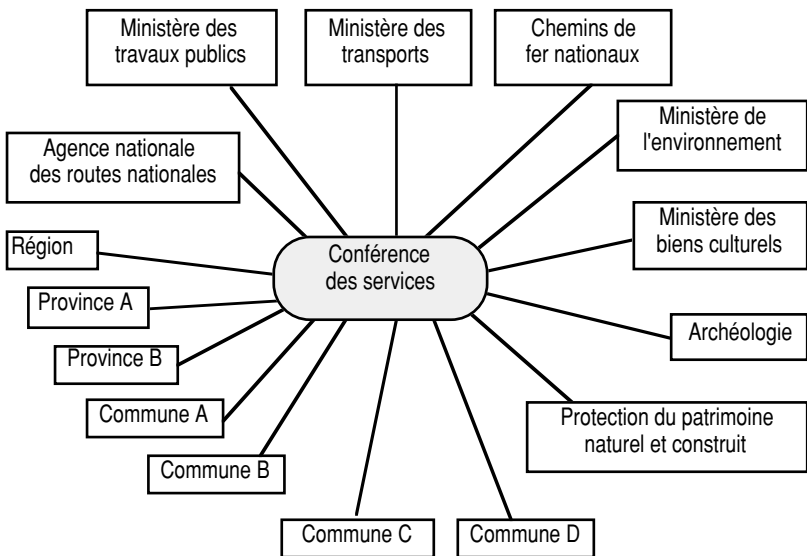 Ministère des
travaux publics
Ministère des
transports
Chemins de
fer nationaux
Ministère de
l'environnement
Agence nationale
des routes nationales
Ministère des
biens culturels
Région
Conférence
des services
Province A
Archéologie
Province B
Commune A
Protection du patrimoine
naturel et construit
Commune B
Commune C
Commune D